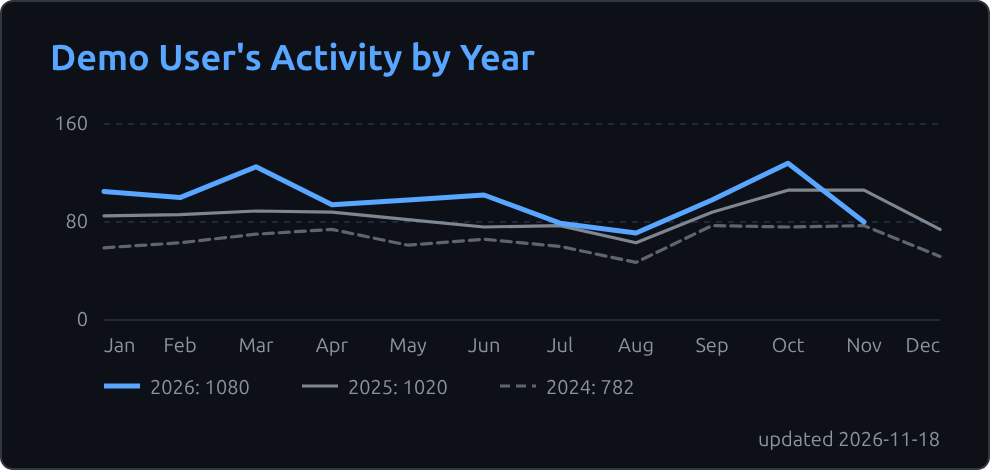 Demo User's Activity by Year
160
80
0
Jan Feb Mar Apr May Jun Jul Aug Sep Oct Nov Dec
2026: 1080 2025: 1020 2024: 782
updated 2026-11-18